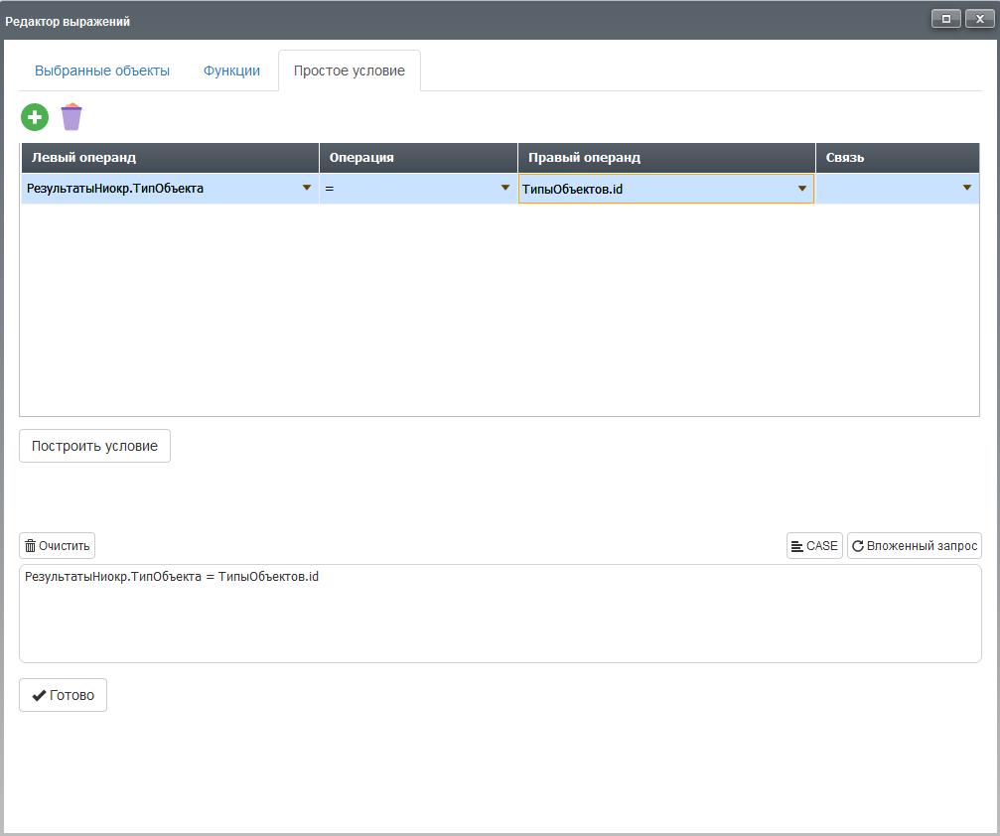 Редактор выражений
Выбранные объекты Функции Простое условие
Левый операнд Операция Правый операнд Связь
РезультатыНиокр.ТипОбъекта = ТипыОбъектов.id
Построить условие
Очистить CASE Вложенный запрос
РезультатыНиокр.ТипОбъекта = ТипыОбъектов.id
Готово